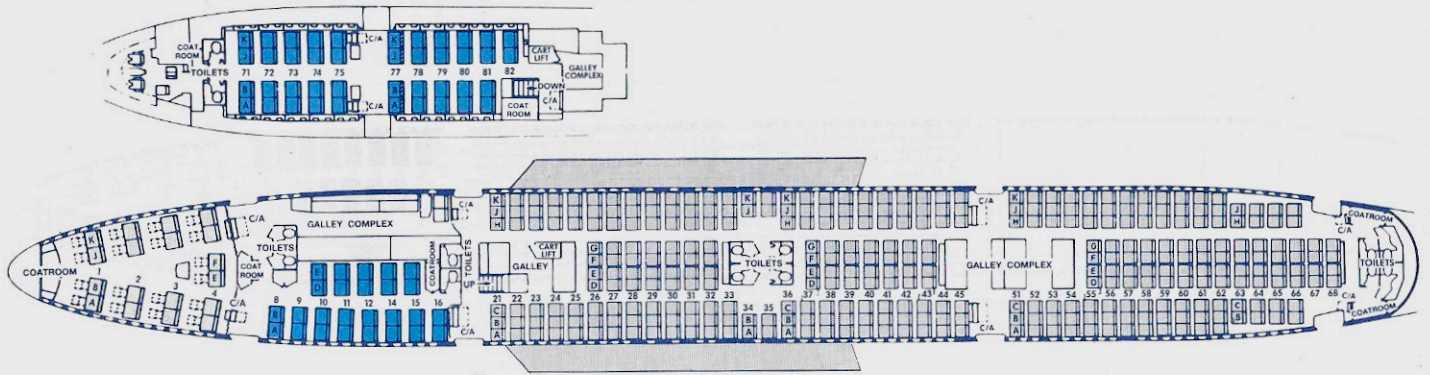 COAT
ROOM
TOILETS
K
J
C/A
K
J
CART
LIFT
GALLEY
COMPLEX
71 72 73 74 75 77 78 79 80 81 82
B
A
C/A
B
A
DOWN
C/A
COAT
ROOM
COATROOM
K
J
1
B
A
2
3
4
F
E
C/A
C/A
TOILETS
COAT
ROOM
GALLEY COMPLEX
E
D
8 9 10 11 12 14 15 16
B
A
COATROOM
TOILETS
C/A
UP
C/A
K
J
H
GALLEY
CART
LIFT
G
F
E
D
21 22 23 24 25 26 27 28 29 30 31 32 33
C
B
A
K
J
TOILETS
34 35
B
A
K
J
H
G
F
E
D
36 37 38 39 40 41 42 43 44 45
C
B
A
C/A
GALLEY COMPLEX
C/A
K
J
H
G
F
E
D
51 52 53 54 55 56 57 58 59 60 61 62 63 64 65 66 67 68
C
B
A
J
H
C
B
COATROOM
C/A
TOILETS
C/A
COATROOM